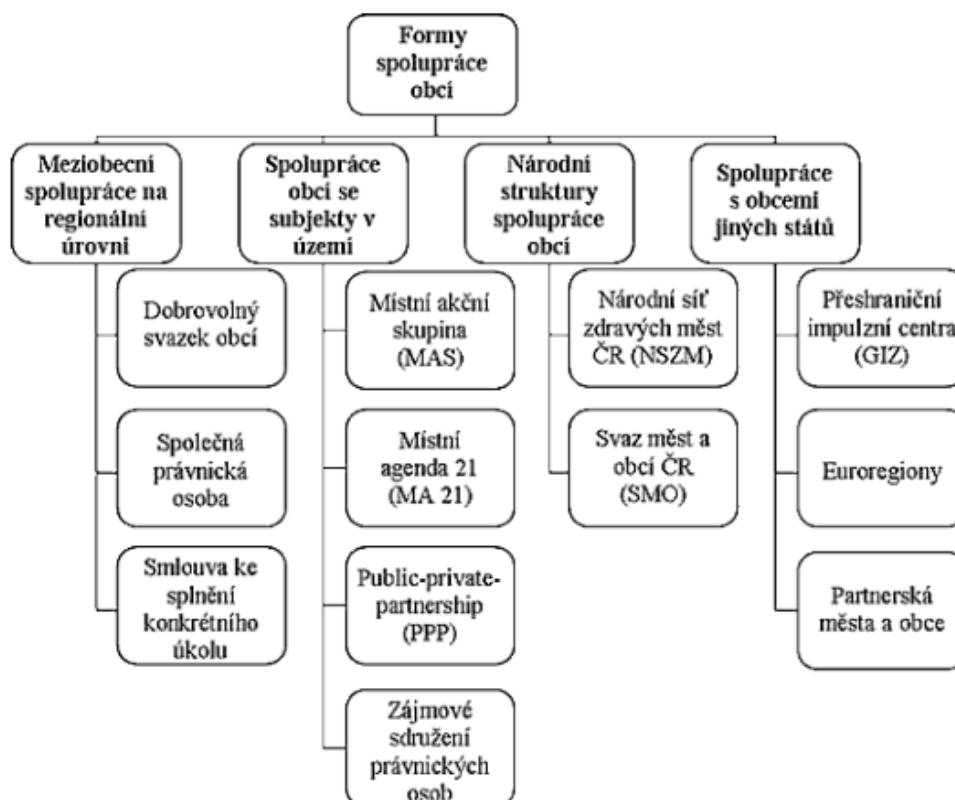 Formy
spolupráce
obcí
Meziobecní
spolupráce na
regionální
úrovni
Spolupráce
obcí se
subjekty v
území
Národní
struktury
spolupráce
obcí
Spolupráce
s obcemi
jiných států
Dobrovolný
svazek obcí
Společná
právnická
osoba
Smlouva ke
splnění
konkrétního
úkolu
Místní akční
skupina
(MAS)
Místní
agenda 21
(MA 21)
Public-private-
partnership
(PPP)
Zájmové
sdružení
právnických
osob
Národní síť
zdravých měst
ČR (NSZM)
Svaz měst a
obcí ČR
(SMO)
Přeshraniční
impulzní centra
(GIZ)
Euroregiony
Partnerská
města a obce